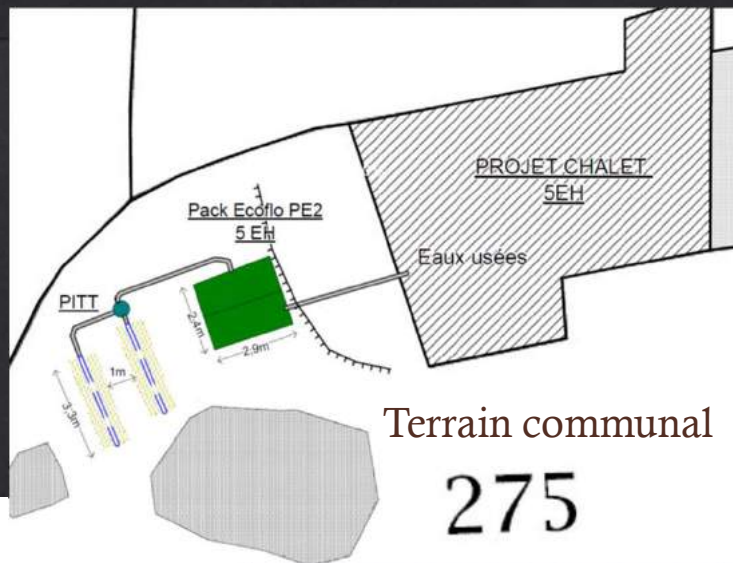 PROJET CHALET
5EH
Pack Ecoflo PE2
5 EH
Eaux usées
PITT
2,4m
2,9m
1m
3,3m
Terrain communal
275